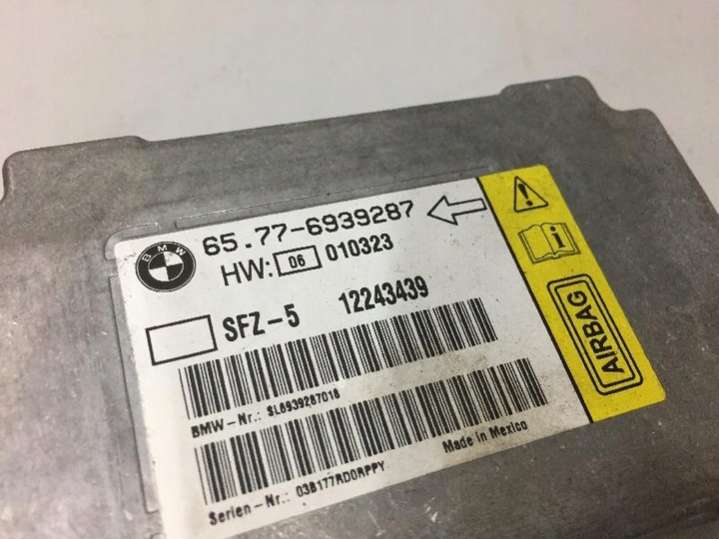 BMW
65.77-6939287
HW: 06 010323
SFZ-5 12243439
BMW-Nr.: SL6939287016
Serien-Nr.: 03B177RD0RPPY
Made in Mexico
i
AIRBAG